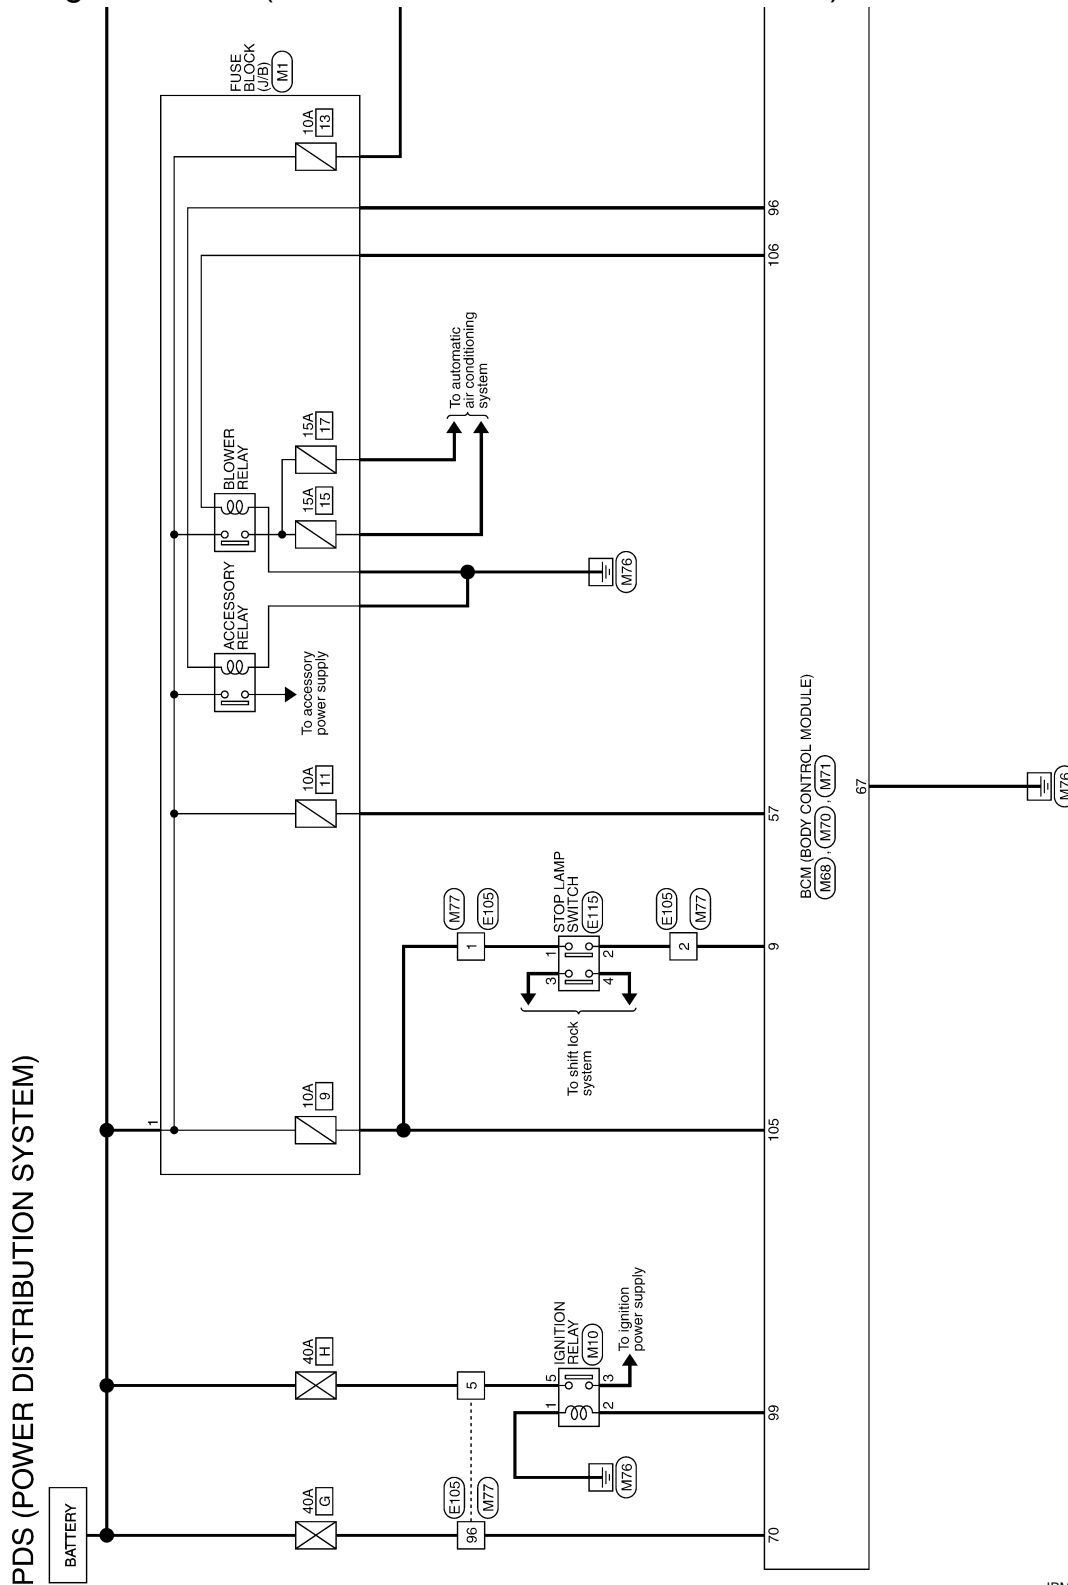 PDS (POWER DISTRIBUTION SYSTEM)
BATTERY
40A
G
40A
H
E105
M77
96
5
IGNITION
RELAY
M10
5
1
3
2
To ignition
power supply
M76
70
99
1
10A
9
105
To shift lock
system
M77
E105
1
STOP LAMP
SWITCH
E115
1
3
2
4
E105
M77
2
9
10A
11
57
BCM (BODY CONTROL MODULE)
M68 , M70 , M71
67
M76
To accessory
power supply
ACCESSORY
RELAY
BLOWER
RELAY
15A
15
15A
17
M76
To automatic
air conditioning
system
106
96
10A
13
FUSE
BLOCK
(J/B)
M1